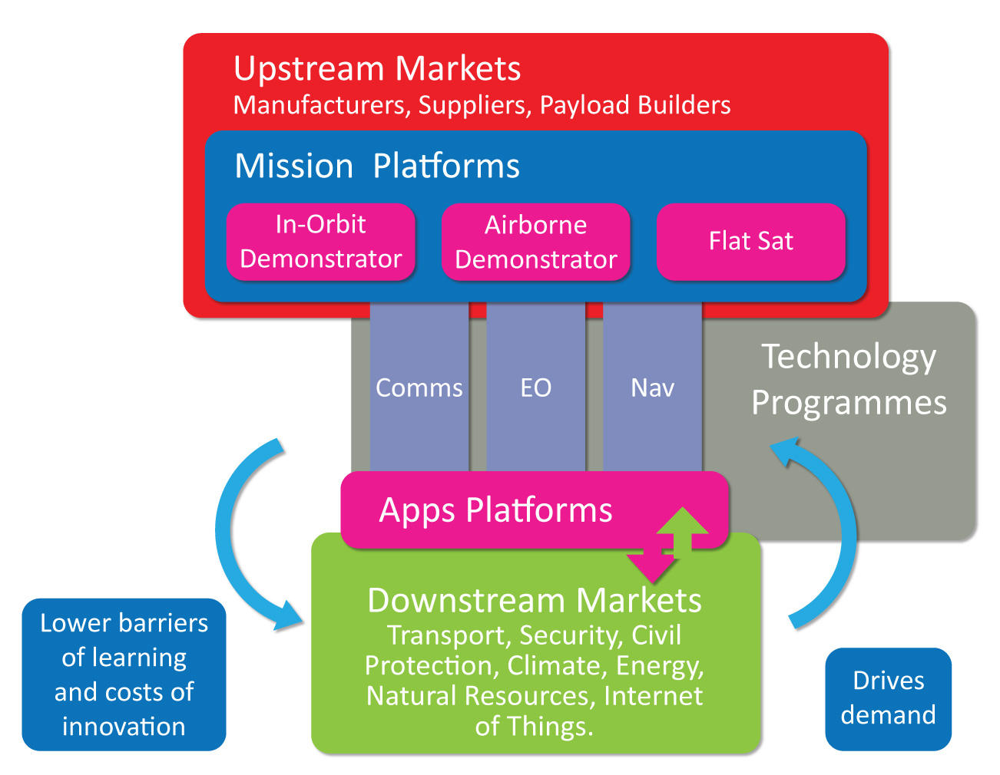 Upstream Markets
Manufacturers, Suppliers, Payload Builders
Mission Platforms
In-Orbit
Demonstrator
Airborne
Demonstrator
Flat Sat
Comms
EO
Nav
Technology
Programmes
Apps Platforms
Downstream Markets
Transport, Security, Civil
Protection, Climate, Energy,
Natural Resources, Internet
of Things.
Lower barriers
of learning
and costs of
innovation
Drives
demand